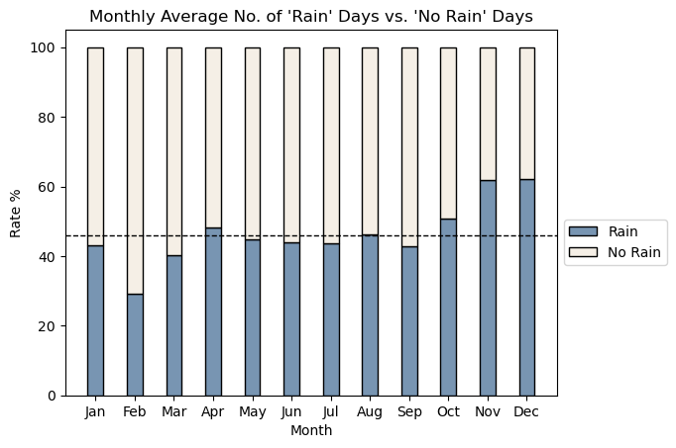 Monthly Average No. of 'Rain' Days vs. 'No Rain' Days
100
80
60
40
20
0
Rate %
Jan Feb Mar Apr May Jun Jul Aug Sep Oct Nov Dec
Month
Rain
No Rain